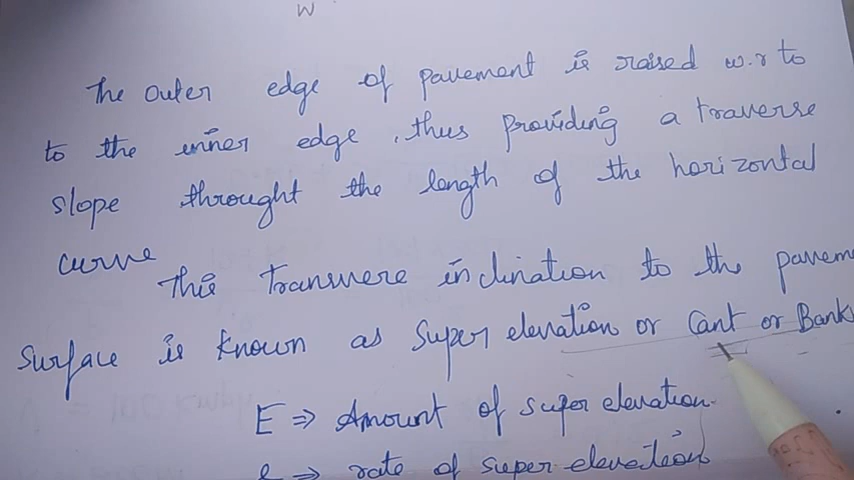 W
The outer edge of pavement is raised w.r to
to the inner edge, thus providing a traverse
slope throught the length of the horizontal
curve
This Transvere inclination to the pavem
surface is known as Super elevation or Cant or Bank
E ⇒ Amount of super elevation.
e ⇒ rate of super elevation